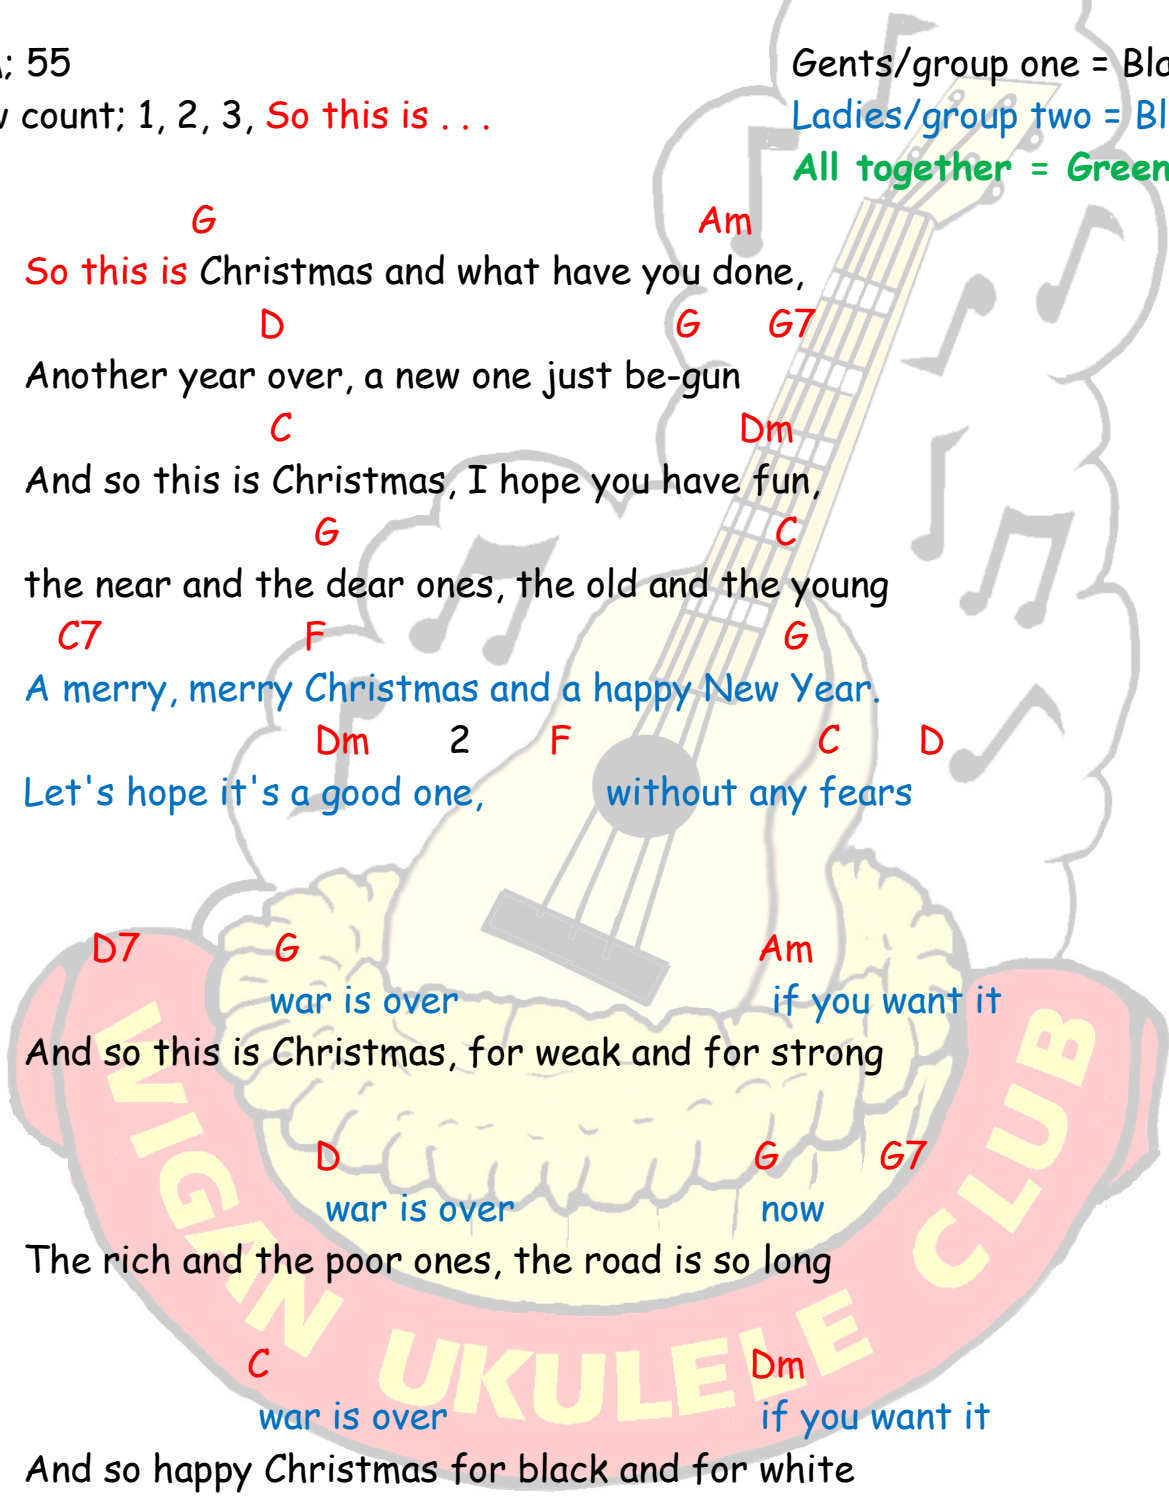 ; 55
count; 1, 2, 3, So this is . . .
Gents/group one =
Ladies/group two =
All together = Green
G Am
So this is Christmas and what have you done,
D G G7
Another year over, a new one just be-gun
C Dm
And so this is Christmas, I hope you have fun,
G C
the near and the dear ones, the old and the young
C7 F G
A merry, merry Christmas and a happy New Year.
Dm 2 F C D
Let's hope it's a good one, without any fears
D7 G Am
war is over if you want it
And so this is Christmas, for weak and for strong
D G G7
war is over now
The rich and the poor ones, the road is so long
C Dm
war is over if you want it
And so happy Christmas for black and for white
WIGAN UKULELE CLUB